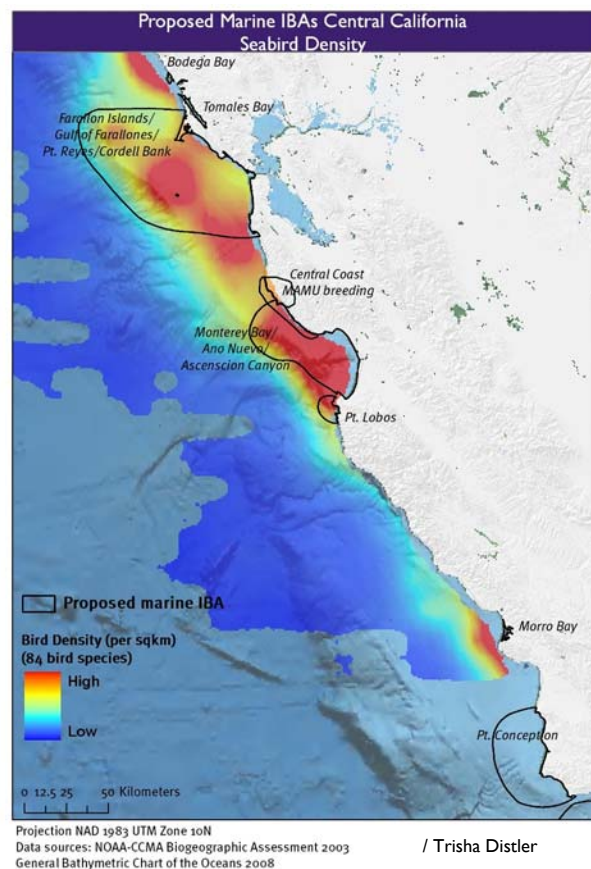 Proposed Marine IBAs Central California
Seabird Density
Bodega Bay
Tomales Bay
Farallon Islands/
Gulf of Farallones/
Pt. Reyes/Cordell Bank
Central Coast
MAMU breeding
Monterey Bay/
Ano Nuevo/
Ascenscion Canyon
Pt. Lobos
Proposed marine IBA
Morro Bay
Bird Density (per sqkm)
(84 bird species)
High
Low
Pt. Conception
0 12.5 25 50 Kilometers
Projection NAD 1983 UTM Zone 10N
Data sources: NOAA-CCMA Biogeographic Assessment 2003 / Trisha Distler
General Bathymetric Chart of the Oceans 2008